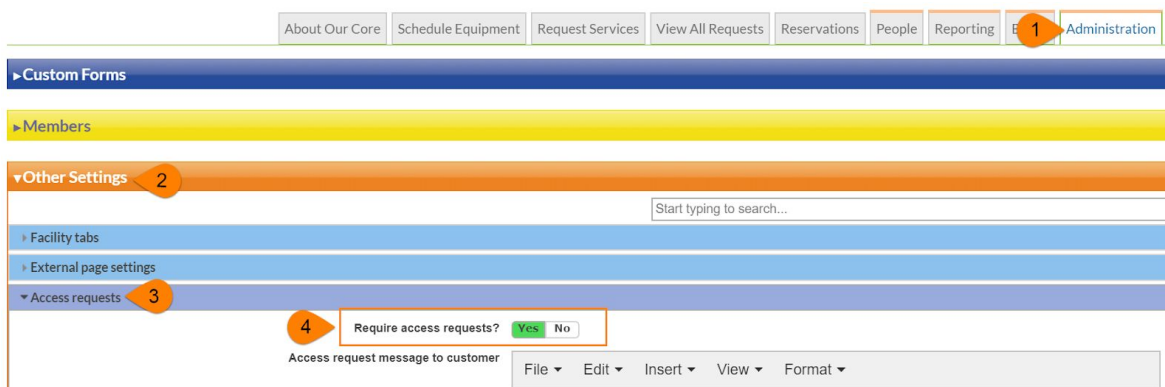 About Our Core Schedule Equipment Request Services View All Requests Reservations People Reporting 1 Administration
▸Custom Forms
▸Members
▾Other Settings 2
Start typing to search...
▸Facility tabs
▸External page settings
▾Access requests 3
4 Require access requests? Yes No
Access request message to customer
File Edit Insert View Format